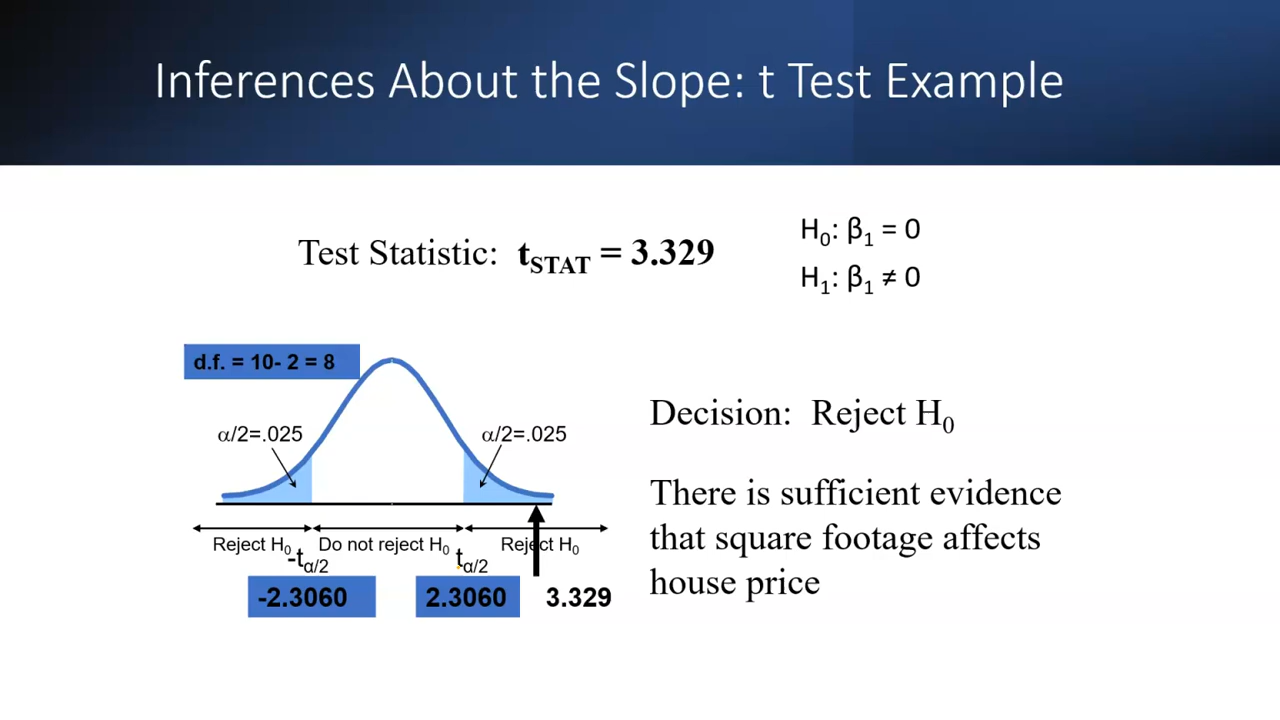 Inferences About the Slope: t Test Example
Test Statistic: tSTAT = 3.329
H0: β1 = 0
H1: β1 ≠ 0
d.f. = 10- 2 = 8
α/2=.025
α/2=.025
Decision: Reject H0
There is sufficient evidence
that square footage affects
house price
Reject H0
Do not reject H0
Reject H0
-tα/2
tα/2
-2.3060
2.3060
3.329